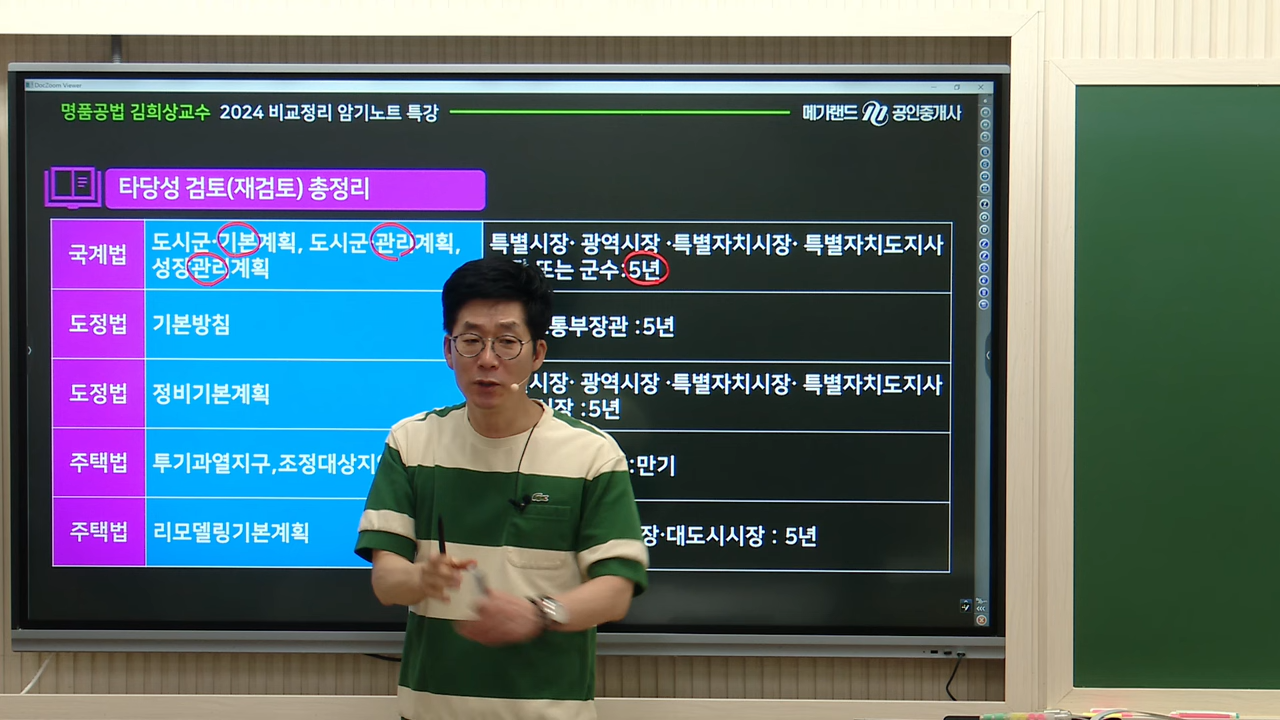 DocZoom Viewer
명품공법 김희상교수 2024 비교정리 암기노트 특강
메가랜드 공인중개사
타당성 검토(재검토) 총정리
국계법
도시군·기본계획, 도시군·관리계획,
성장관리계획
특별시장· 광역시장 ·특별자치시장· 특별자치도지사
또는 군수:5년
도정법
기본방침
통부장관 :5년
도정법
정비기본계획
시장· 광역시장 ·특별자치시장· 특별자치도지사
시장 :5년
주택법
투기과열지구,조정대상지
:만기
주택법
리모델링기본계획
장·대도시시장 : 5년